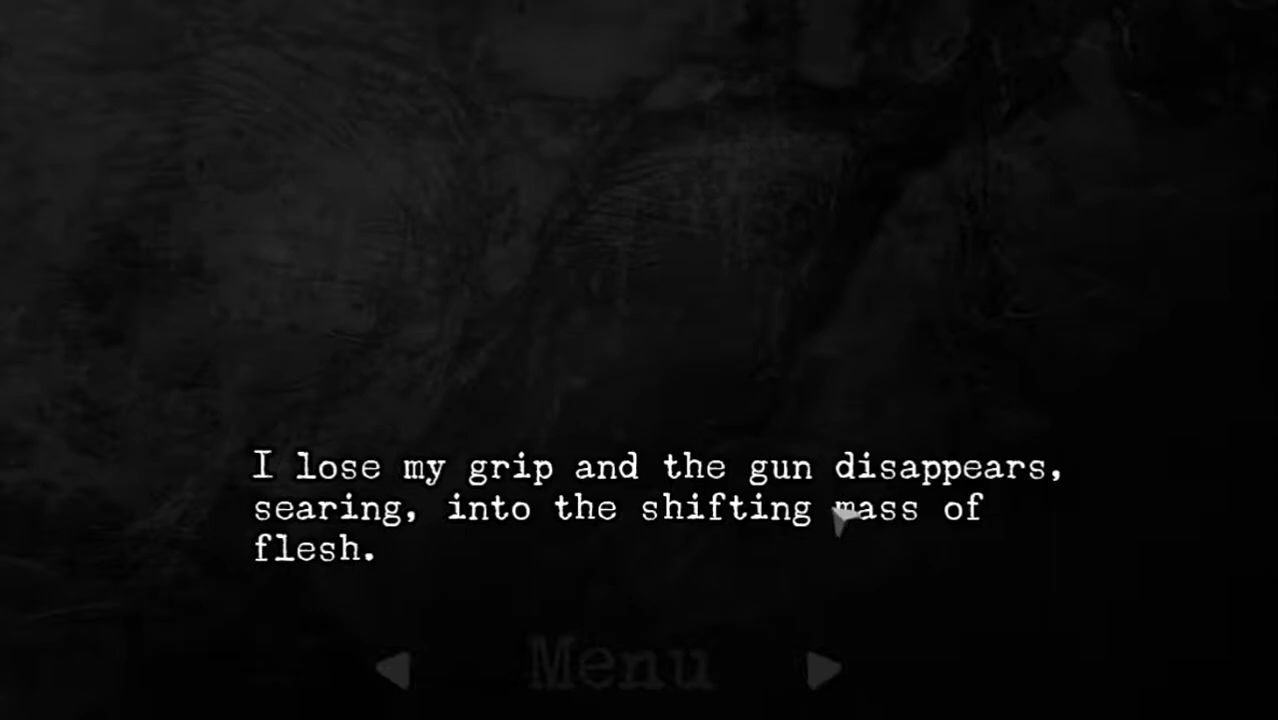 I lose my grip and the gun disappears,
searing, into the shifting mass of
flesh.
Menu